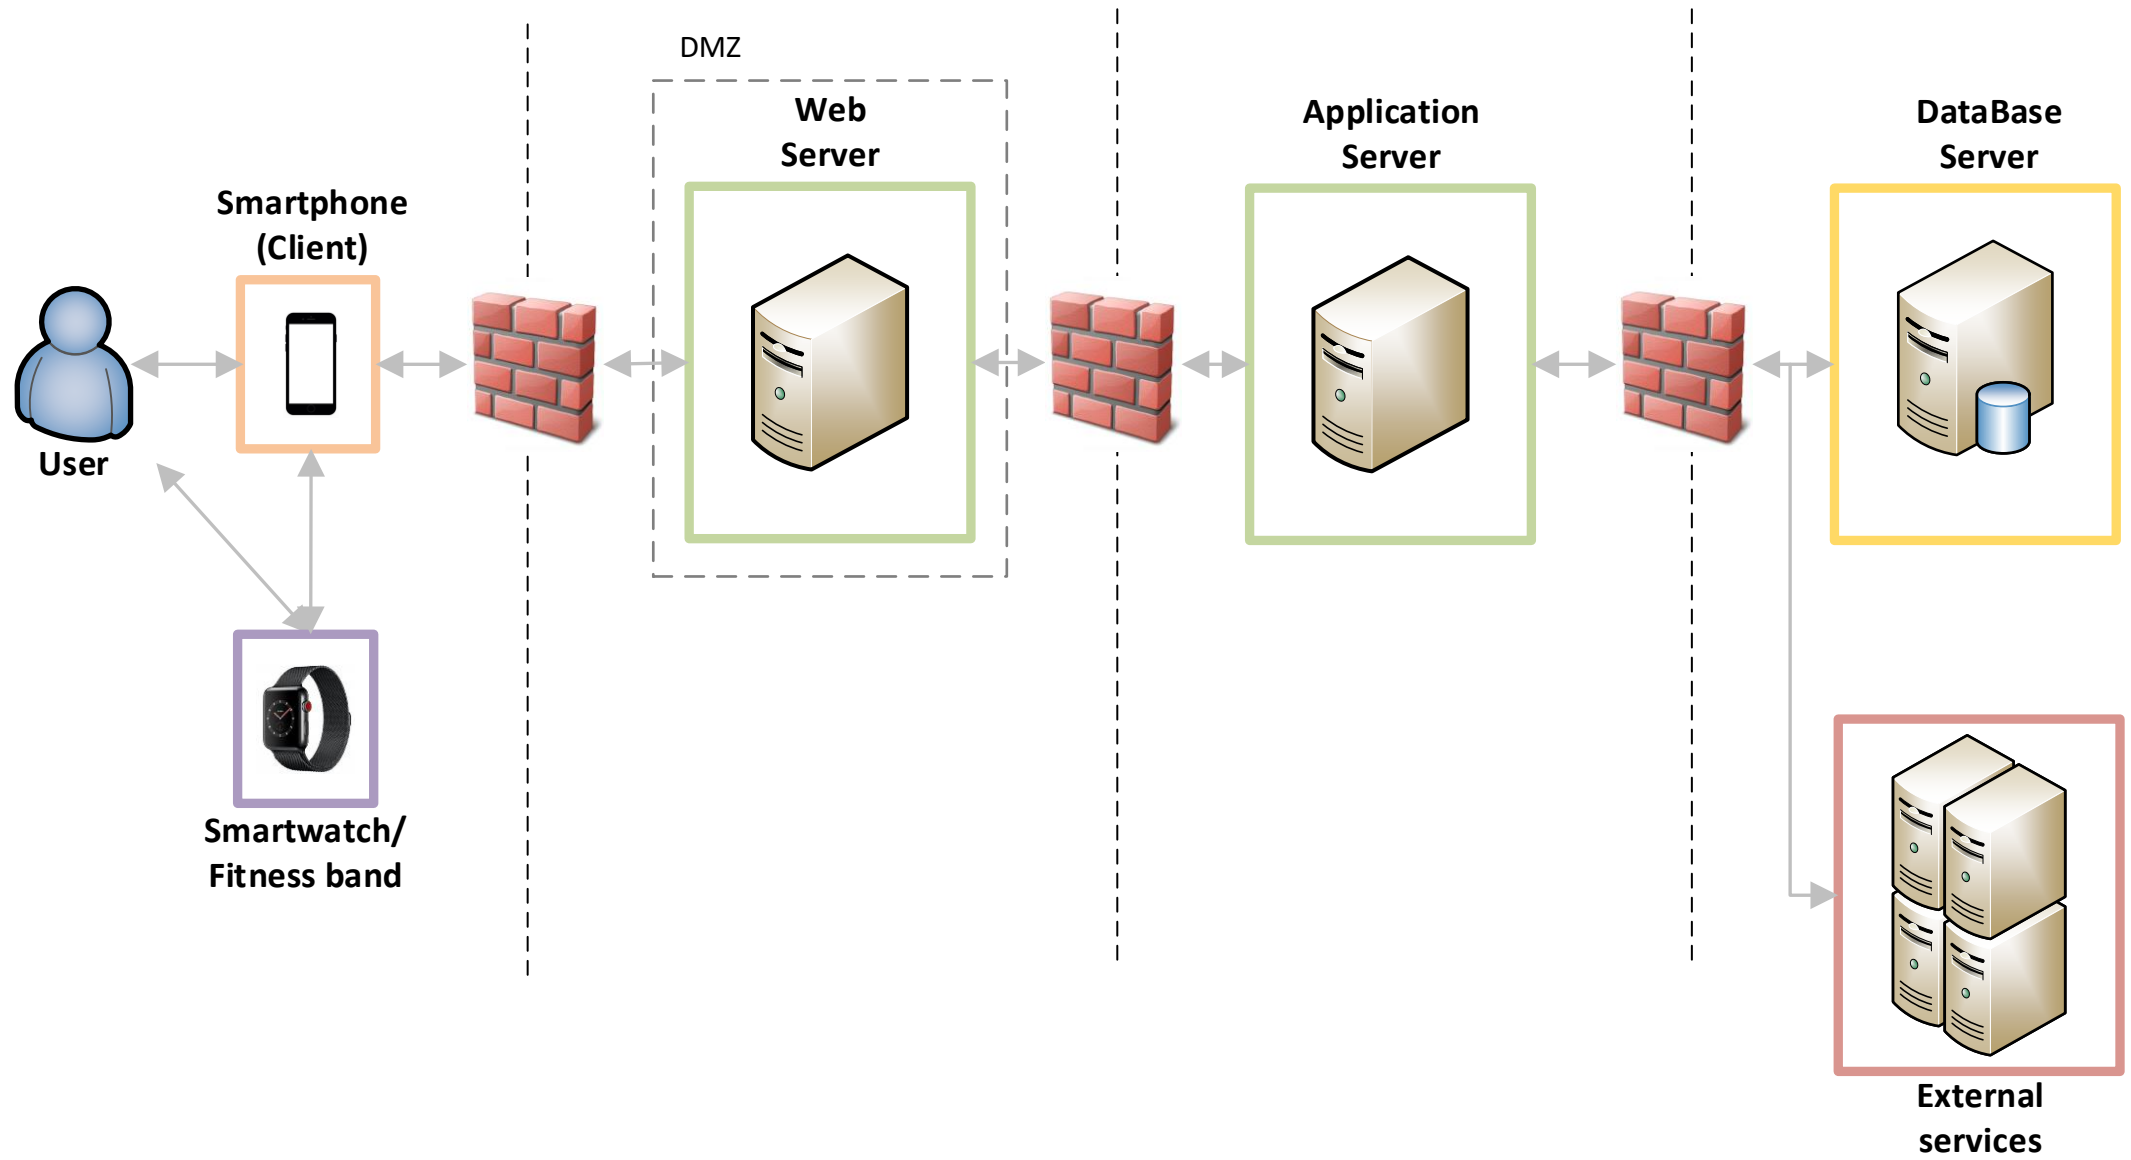 DMZ
Web
Server
Application
Server
DataBase
Server
Smartphone
(Client)
User
Smartwatch/
Fitness band
External
services